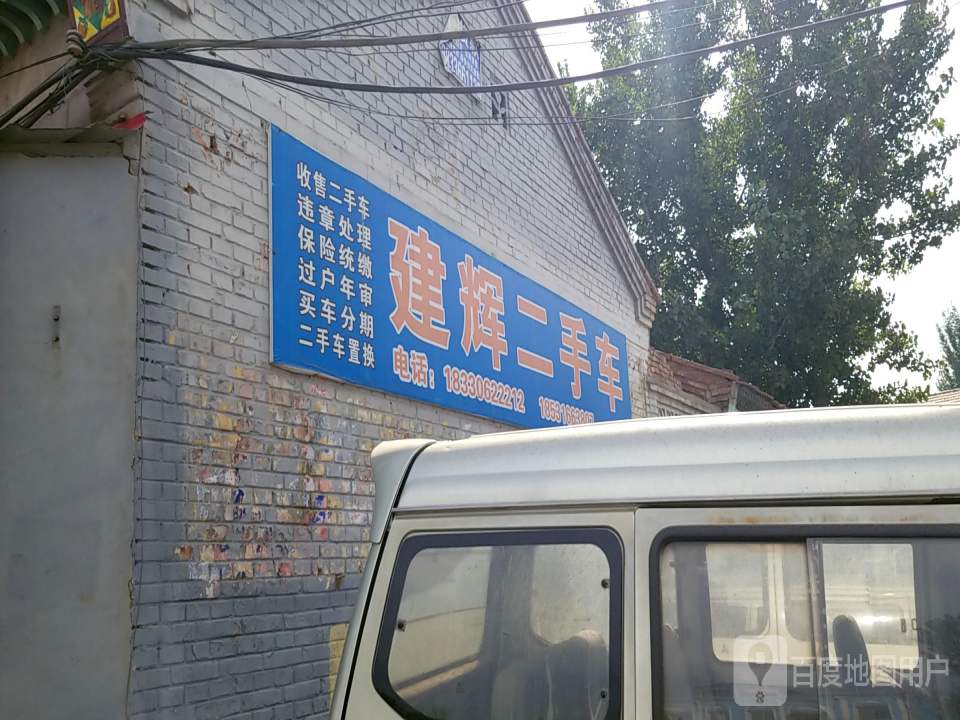 收售二手车
违章处理
保险统缴
过户年审
买车分期
二手车置换
建辉二手车
电话：18330622212
百度地图用户